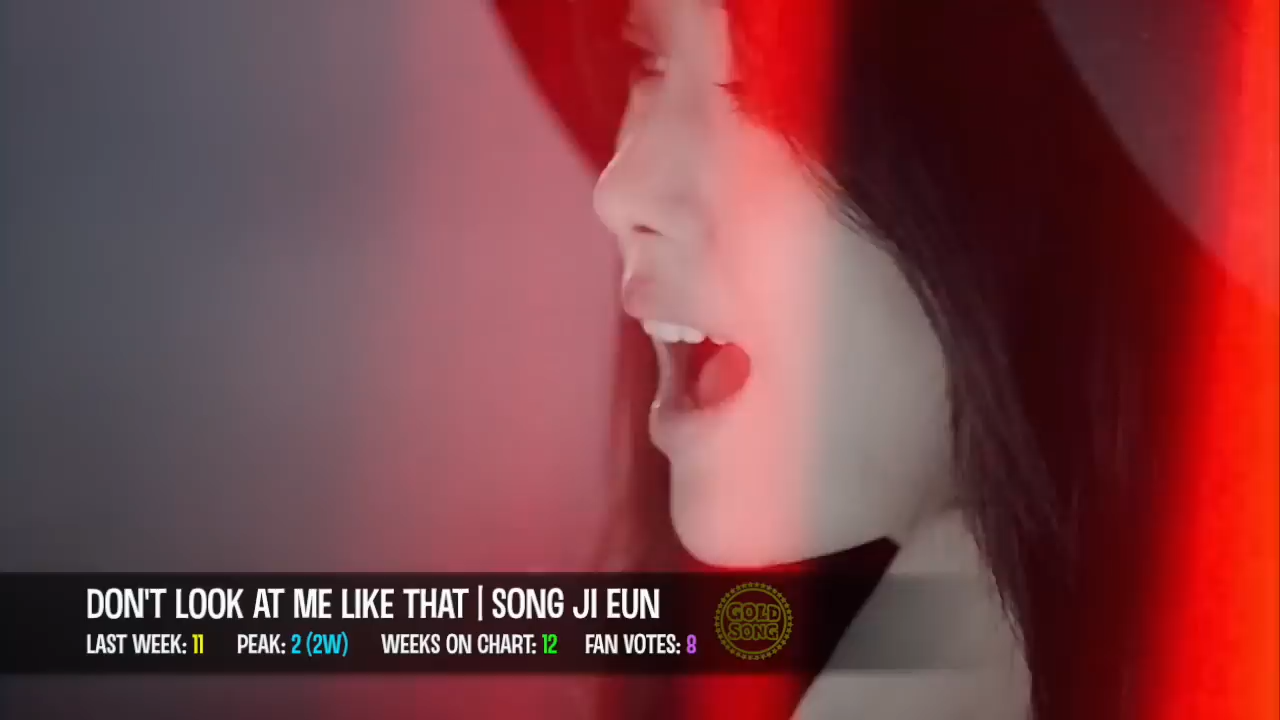 DON'T LOOK AT ME LIKE THAT | SONG JI EUN
LAST WEEK: 11 PEAK: 2 (2W) WEEKS ON CHART: 12 FAN VOTES: 8
GOLD
SONG